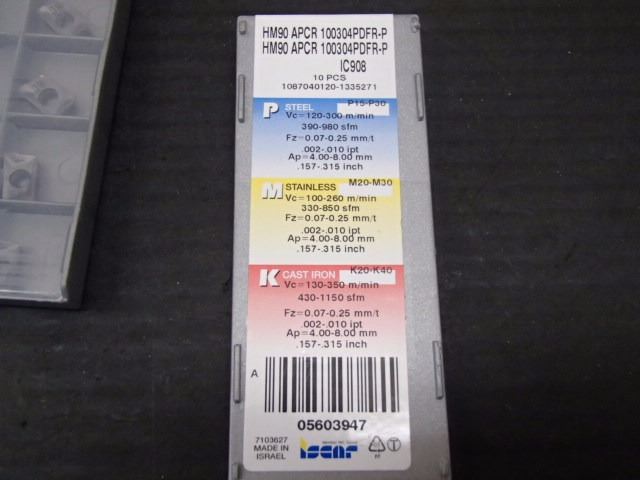 HM90 APCR 100304PDFR-P
HM90 APCR 100304PDFR-P
IC908
10 PCS
1087040120-1335271
P STEEL P15-P30
Vc=120-300 m/min
390-980 sfm
Fz=0.07-0.25 mm/t
.002-.010 ipt
Ap=4.00-8.00 mm
.157-.315 inch
M STAINLESS M20-M30
Vc=100-260 m/min
330-850 sfm
Fz=0.07-0.25 mm/t
.002-.010 ipt
Ap=4.00-8.00 mm
.157-.315 inch
K CAST IRON K20-K40
Vc=130-350 m/min
430-1150 sfm
Fz=0.07-0.25 mm/t
.002-.010 ipt
Ap=4.00-8.00 mm
.157-.315 inch
A
05603947
7103627
MADE IN
ISRAEL
iscar